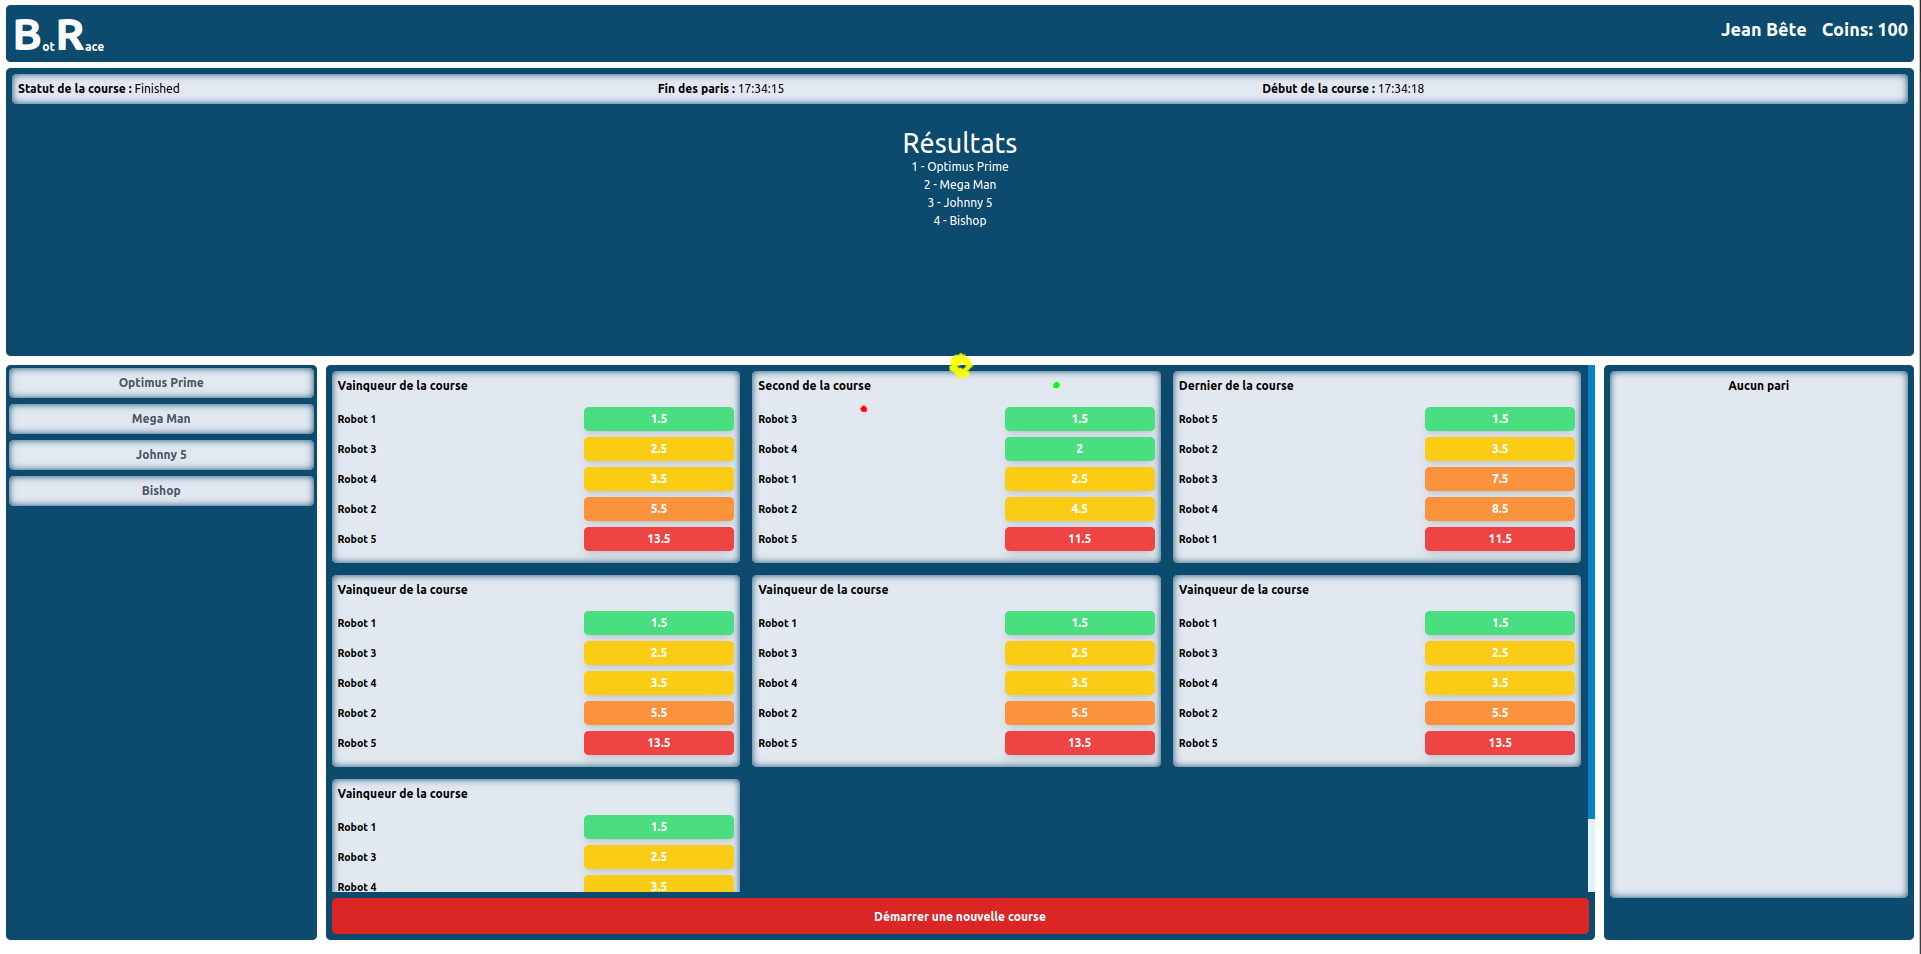 BotRace
Jean Bête Coins: 100
Statut de la course : Finished
Fin des paris : 17:34:15
Début de la course : 17:34:18
Résultats
1 - Optimus Prime
2 - Mega Man
3 - Johnny 5
4 - Bishop
Optimus Prime
Mega Man
Johnny 5
Bishop
Vainqueur de la course
Robot 1 1.5
Robot 3 2.5
Robot 4 3.5
Robot 2 5.5
Robot 5 13.5
Second de la course
Robot 3 1.5
Robot 4 2
Robot 1 2.5
Robot 2 4.5
Robot 5 11.5
Dernier de la course
Robot 5 1.5
Robot 2 3.5
Robot 3 7.5
Robot 4 8.5
Robot 1 11.5
Vainqueur de la course
Robot 1 1.5
Robot 3 2.5
Robot 4 3.5
Robot 2 5.5
Robot 5 13.5
Vainqueur de la course
Robot 1 1.5
Robot 3 2.5
Robot 4 3.5
Robot 2 5.5
Robot 5 13.5
Vainqueur de la course
Robot 1 1.5
Robot 3 2.5
Robot 4 3.5
Robot 2 5.5
Robot 5 13.5
Vainqueur de la course
Robot 1 1.5
Robot 3 2.5
Robot 4 3.5
Démarrer une nouvelle course
Aucun pari